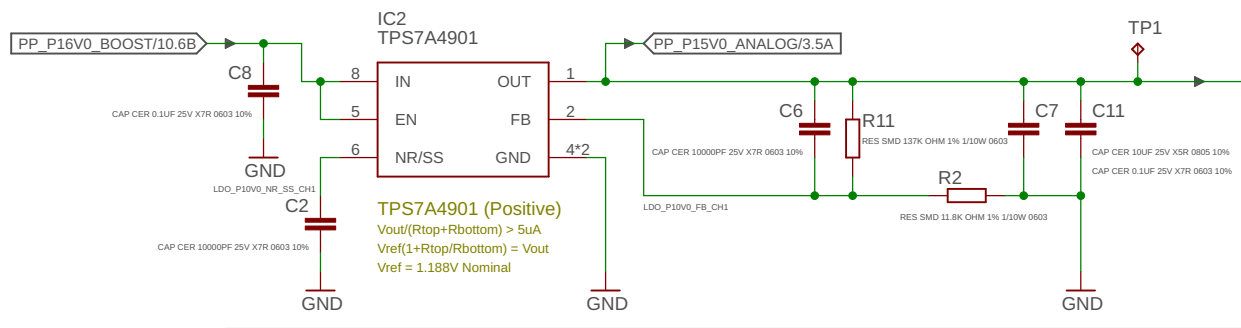 IC2
TPS7A4901
TP1
PP_P16V0_BOOST/10.6B
PP_P15V0_ANALOG/3.5A
C8
8
IN
OUT
1
CAP CER 0.1UF 25V X7R 0603 10%
5
EN
FB
2
C6
R11
C7
C11
RES SMD 137K OHM 1% 1/10W 0603
6
NR/SS
GND
4*2
CAP CER 10000PF 25V X7R 0603 10%
CAP CER 10UF 25V X5R 0805 10%
CAP CER 0.1UF 25V X7R 0603 10%
GND
LDO_P10V0_NR_SS_CH1
R2
C2
TPS7A4901 (Positive)
LDO_P10V0_FB_CH1
RES SMD 11.8K OHM 1% 1/10W 0603
Vout/(Rtop+Rbottom) > 5uA
CAP CER 10000PF 25V X7R 0603 10%
Vref(1+Rtop/Rbottom) = Vout
Vref = 1.188V Nominal
GND
GND
GND